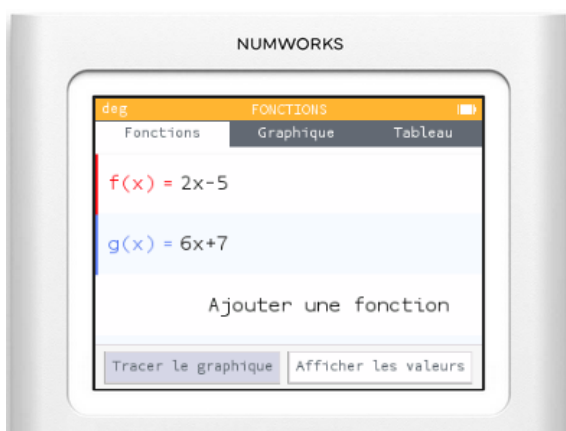 NUMWORKS
deg FONCTIONS
Fonctions Graphique Tableau
f(x) = 2x-5
g(x) = 6x+7
Ajouter une fonction
Tracer le graphique Afficher les valeurs